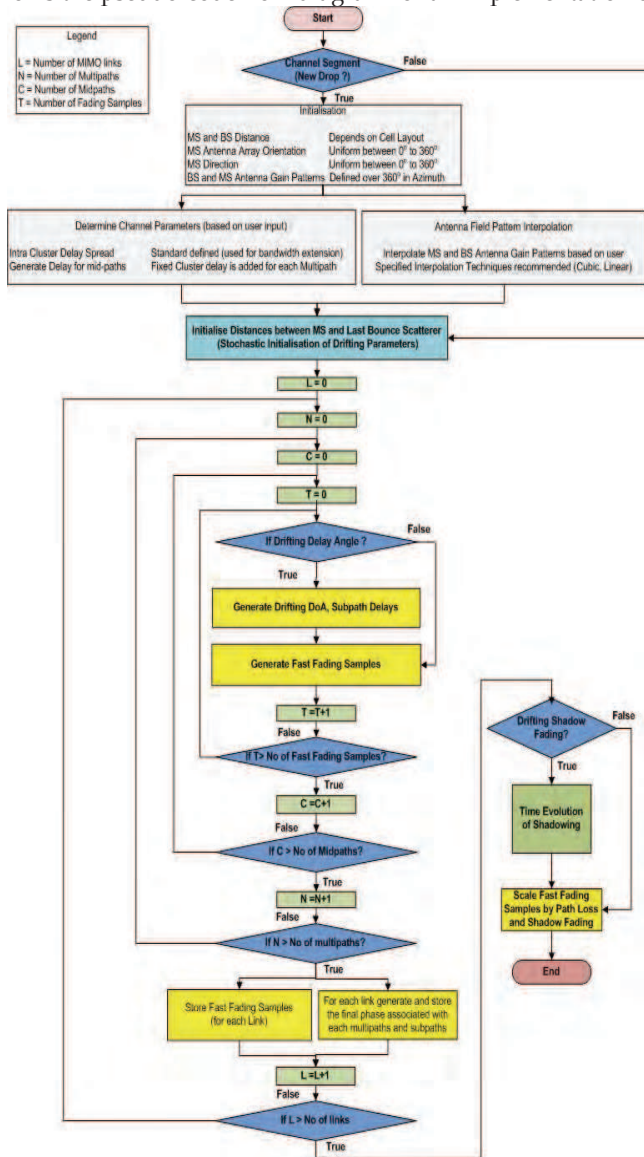 Start
Legend
L = Number of MIMO links
N = Number of Multipaths
C = Number of Midpaths
T = Number of Fading Samples
Channel Segment
(New Drop ?)
False
True
Initialisation
MS and BS Distance Depends on Cell Layout
MS Antenna Array Orientation Uniform between 0° to 360°
MS Direction Uniform between 0° to 360°
BS and MS Antenna Gain Patterns Defined over 360° in Azimuth
Determine Channel Parameters (based on user input)
Intra Cluster Delay Spread Standard defined (used for bandwidth extension)
Generate Delay for mid-paths Fixed Cluster delay is added for each Multipath
Antenna Field Pattern Interpolation
Interpolate MS and BS Antenna Gain Patterns based on user
Specified Interpolation Techniques recommended (Cubic, Linear)
Initialise Distances between MS and Last Bounce Scatterer
(Stochastic Initialisation of Drifting Parameters)
L = 0
N = 0
C = 0
T = 0
False
If Drifting Delay Angle ?
True
Generate Drifting DoA, Subpath Delays
Generate Fast Fading Samples
T =T+1
False
If T> No of Fast Fading Samples?
True
C =C+1
False
If C > No of Midpaths?
True
N =N+1
False
If N > No of multipaths?
True
Store Fast Fading Samples
(for each Link)
For each link generate and store
the final phase associated with
each multipaths and subpaths
L =L+1
False
If L > No of links
True
Drifting Shadow
Fading?
False
True
Time Evolution
of Shadowing
Scale Fast Fading
Samples by Path Loss
and Shadow Fading
End